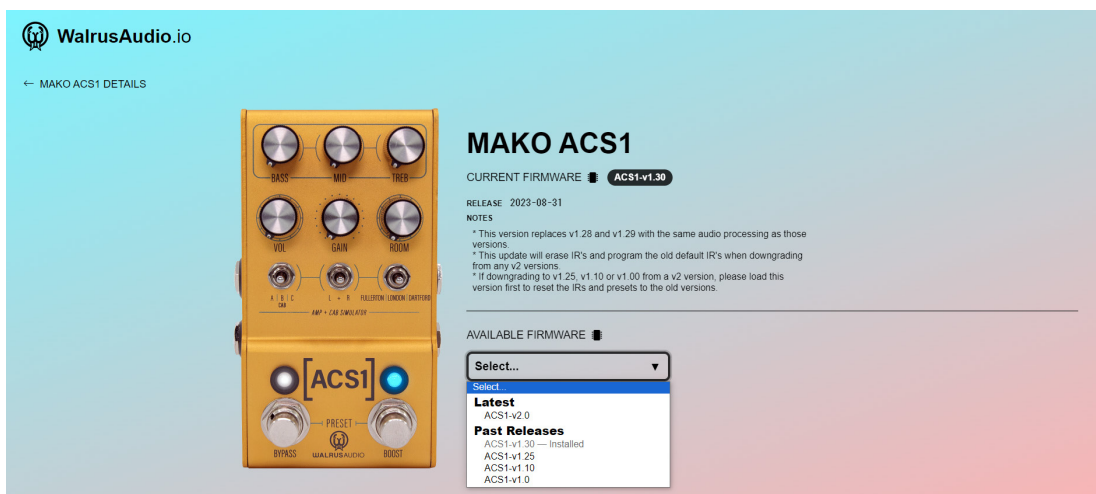 WalrusAudio.io
← MAKO ACS1 DETAILS
BASS MID TREB
VOL GAIN ROOM
A | B | C L + R FULLERTON | LONDON | DARTFORD
CAB
AMP + CAB SIMULATOR
[ACS1]
PRESET
BYPASS WALRUSAUDIO BOOST
MAKO ACS1
CURRENT FIRMWARE ACS1-v1.30
RELEASE 2023-08-31
NOTES
* This version replaces v1.28 and v1.29 with the same audio processing as those
versions.
* This update will erase IR's and program the old default IR's when downgrading
from any v2 versions.
* If downgrading to v1.25, v1.10 or v1.00 from a v2 version, please load this
version first to reset the IRs and presets to the old versions.
AVAILABLE FIRMWARE
Select... ▼
Select...
Latest
ACS1-v2.0
Past Releases
ACS1-v1.30 — Installed
ACS1-v1.25
ACS1-v1.10
ACS1-v1.0